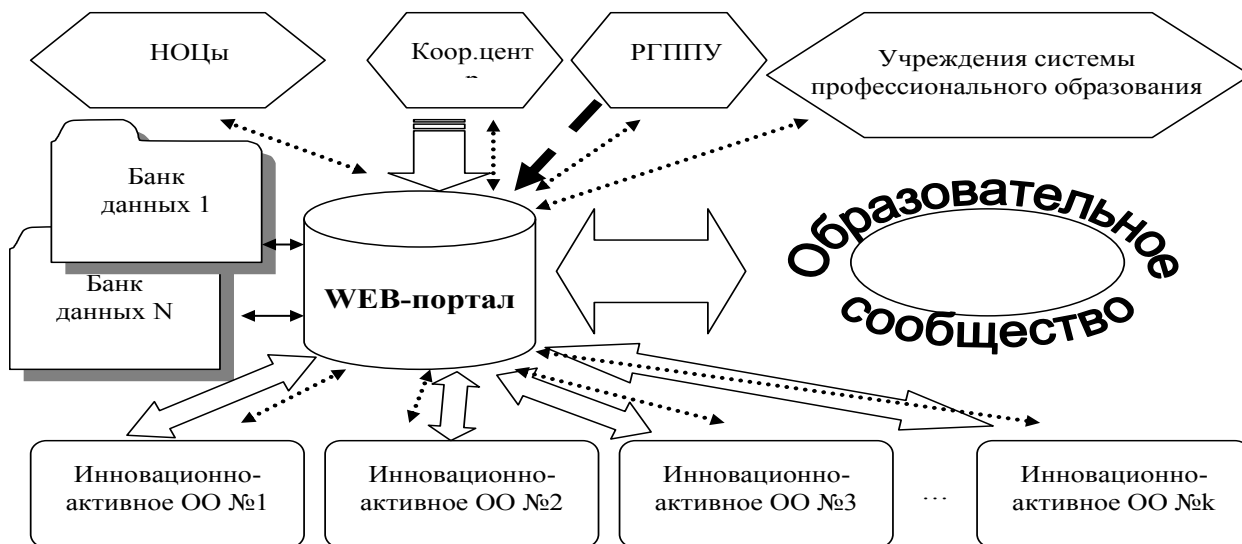 НОЦы
Коор.цент
РГППУ
Учреждения системы
профессионального образования
Банк
данных 1
Банк
данных N
WEB-портал
Образовательное
сообщество
Инновационно-
активное ОО №1
Инновационно-
активное ОО №2
Инновационно-
активное ОО №3
...
Инновационно-
активное ОО №k